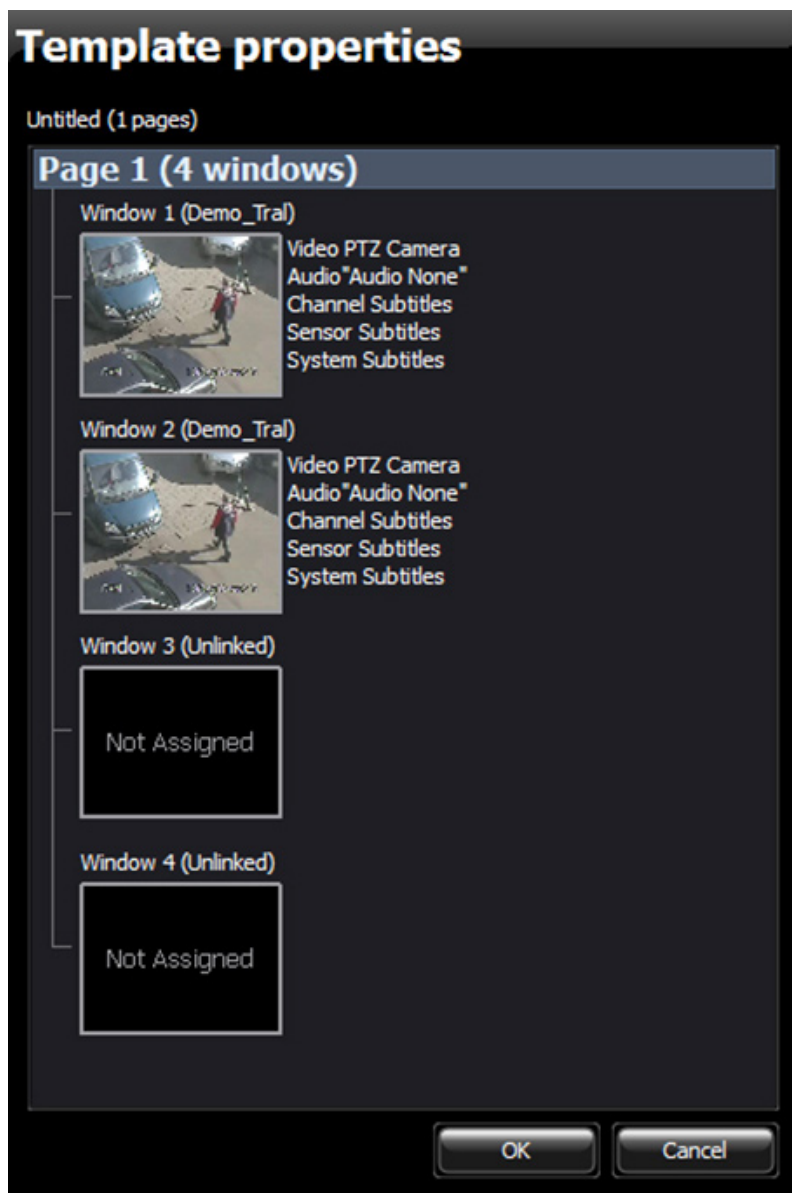 Template properties
Untitled (1 pages)
Page 1 (4 windows)
Window 1 (Demo_Tral)
Video PTZ Camera
Audio"Audio None"
Channel Subtitles
Sensor Subtitles
System Subtitles
Window 2 (Demo_Tral)
Video PTZ Camera
Audio"Audio None"
Channel Subtitles
Sensor Subtitles
System Subtitles
Window 3 (Unlinked)
Not Assigned
Window 4 (Unlinked)
Not Assigned
OK
Cancel